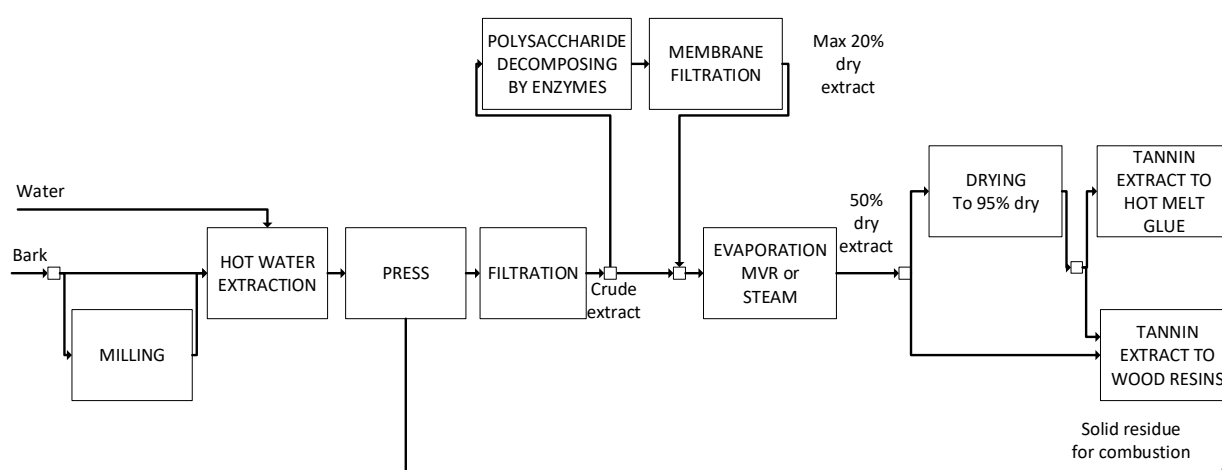 POLYSACCHARIDE
DECOMPOSING
BY ENZYMES
MEMBRANE
FILTRATION
Max 20%
dry
extract
Water
Bark
MILLING
HOT WATER
EXTRACTION
PRESS
FILTRATION
Crude
extract
EVAPORATION
MVR or
STEAM
50%
dry
extract
DRYING
To 95% dry
TANNIN
EXTRACT TO
HOT MELT
GLUE
TANNIN
EXTRACT TO
WOOD RESINS
Solid residue
for combustion